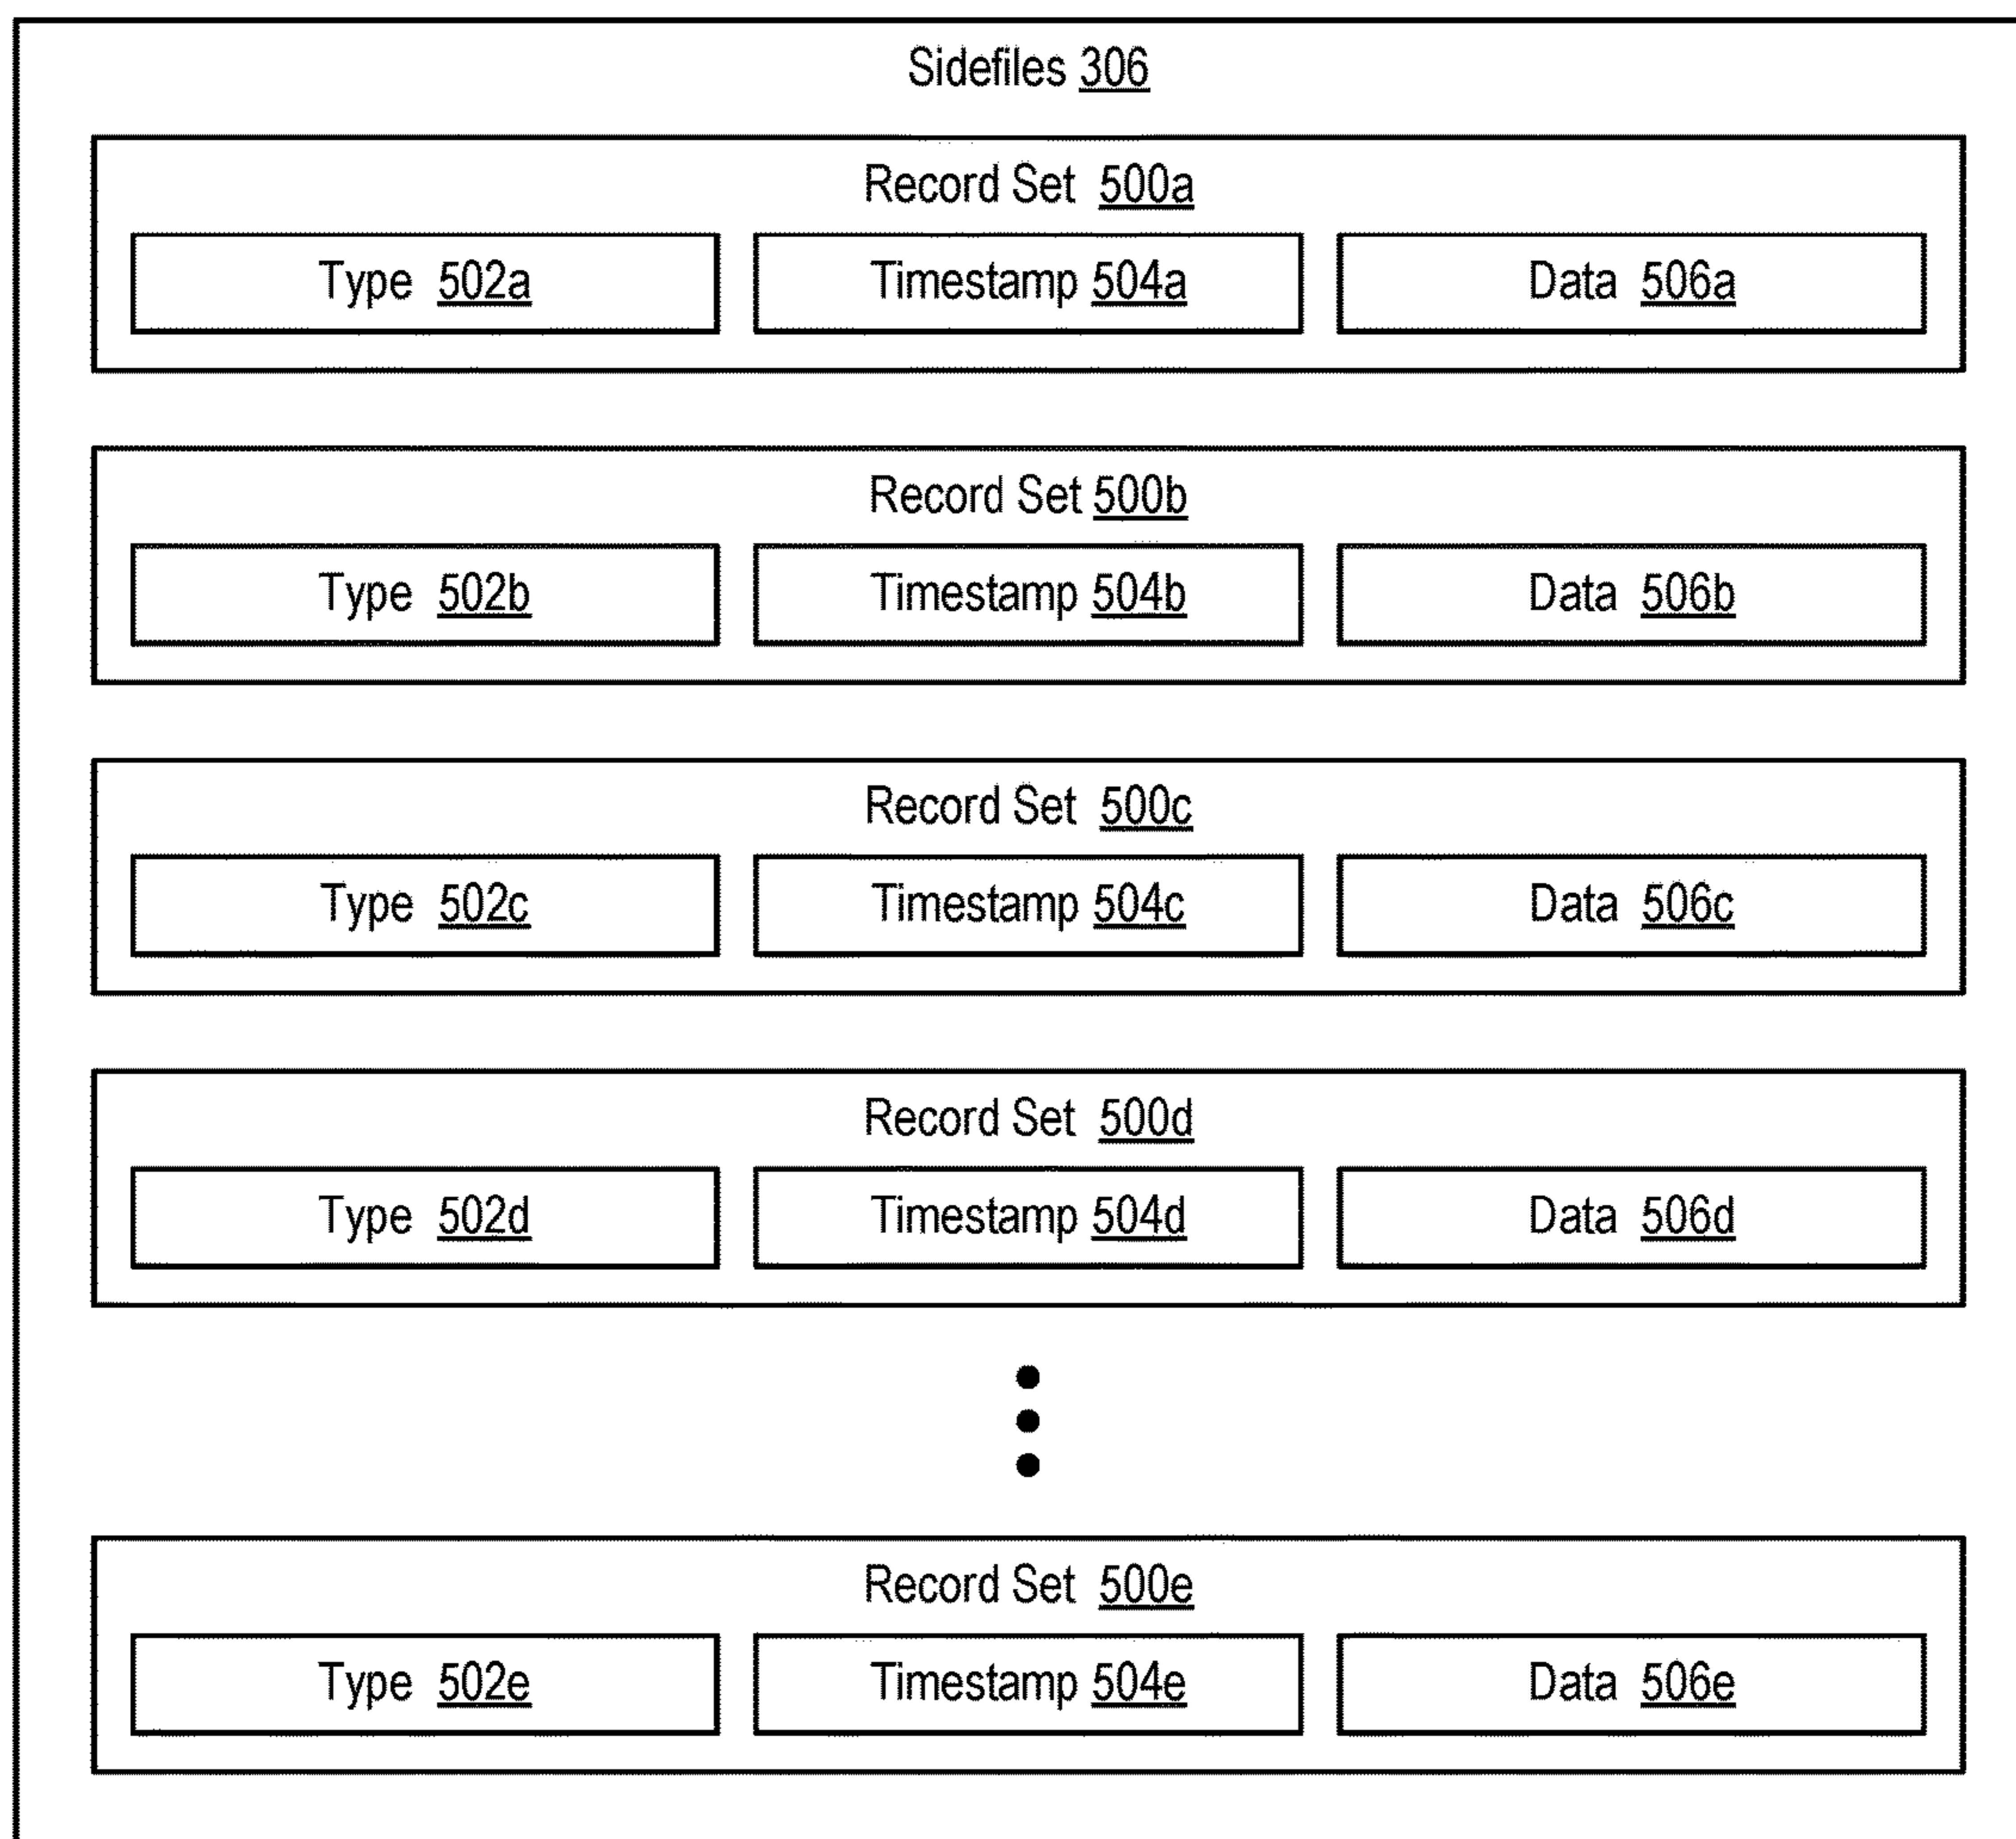 Sidefiles 306
Record Set 500a
Type 502a Timestamp 504a Data 506a
Record Set 500b
Type 502b Timestamp 504b Data 506b
Record Set 500c
Type 502c Timestamp 504c Data 506c
Record Set 500d
Type 502d Timestamp 504d Data 506d
Record Set 500e
Type 502e Timestamp 504e Data 506e